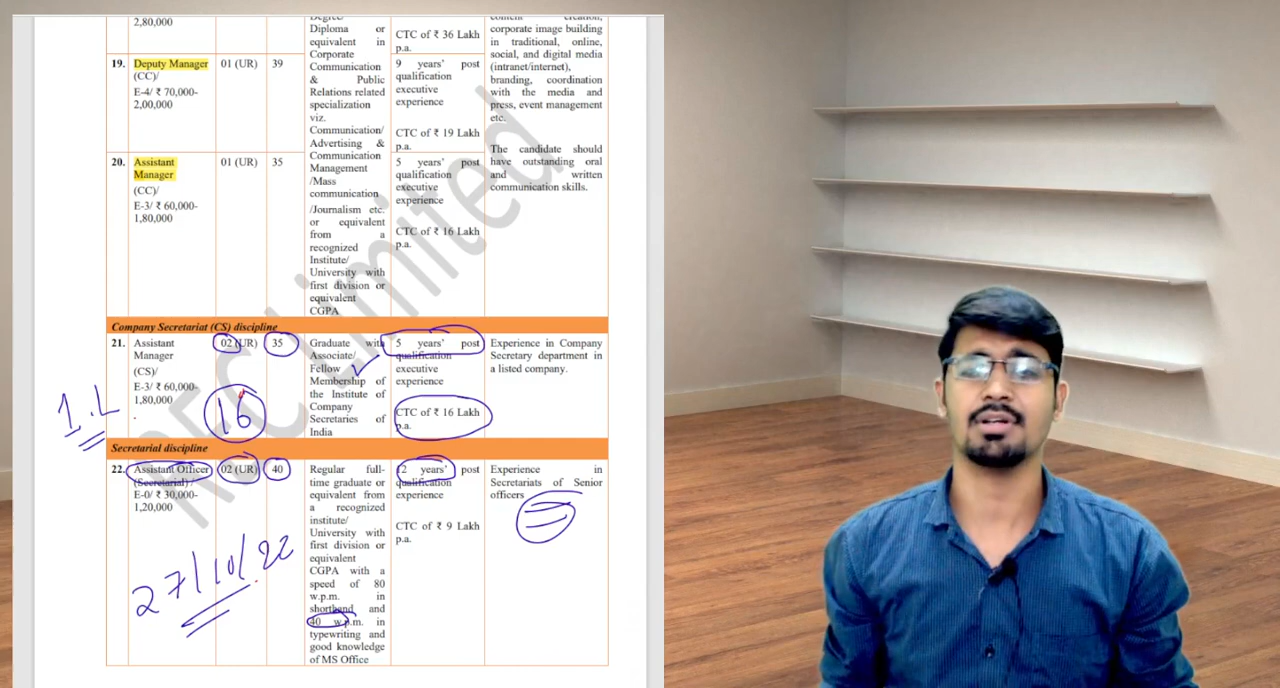 2,80,000
Degree/
Diploma or
equivalent in
Corporate
Communication
& Public
Relations related
specialization
viz.
Communication/
Advertising &
Communication
Management
/Mass
communication
/Journalism etc.
or equivalent
from a
recognized
Institute/
University with
first division or
equivalent
CGPA
CTC of ₹ 36 Lakh
p.a.
content creation,
corporate image building
in traditional, online,
social, and digital media
(intranet/internet),
branding, coordination
with the media and
press, event management
etc.
The candidate should
have outstanding oral
and written
communication skills.
19. Deputy Manager
(CC)/
E-4/ ₹ 70,000-
2,00,000
01 (UR)
39
9 years' post
qualification
executive
experience
CTC of ₹ 19 Lakh
p.a.
20. Assistant
Manager
(CC)/
E-3/ ₹ 60,000-
1,80,000
01 (UR)
35
5 years' post
qualification
executive
experience
CTC of ₹ 16 Lakh
p.a.
Company Secretariat (CS) discipline
21. Assistant
Manager
(CS)/
E-3/ ₹ 60,000-
1,80,000
02 (UR)
35
Graduate with
Associate/
Fellow
Membership of
the Institute of
Company
Secretaries of
India
5 years' post
qualification
executive
experience
CTC of ₹ 16 Lakh
p.a.
Experience in Company
Secretary department in
a listed company.
1.L
16
Secretarial discipline
22. Assistant Officer
(Secretarial)/
E-0/ ₹ 30,000-
1,20,000
02 (UR)
40
Regular full-
time graduate or
equivalent from
a recognized
institute/
University with
first division or
equivalent
CGPA with a
speed of 80
w.p.m. in
shorthand and
40 w.p.m. in
typewriting and
good knowledge
of MS Office
2 years' post
qualification
experience
CTC of ₹ 9 Lakh
p.a.
Experience in
Secretariats of Senior
officers
27/10/22
Limited